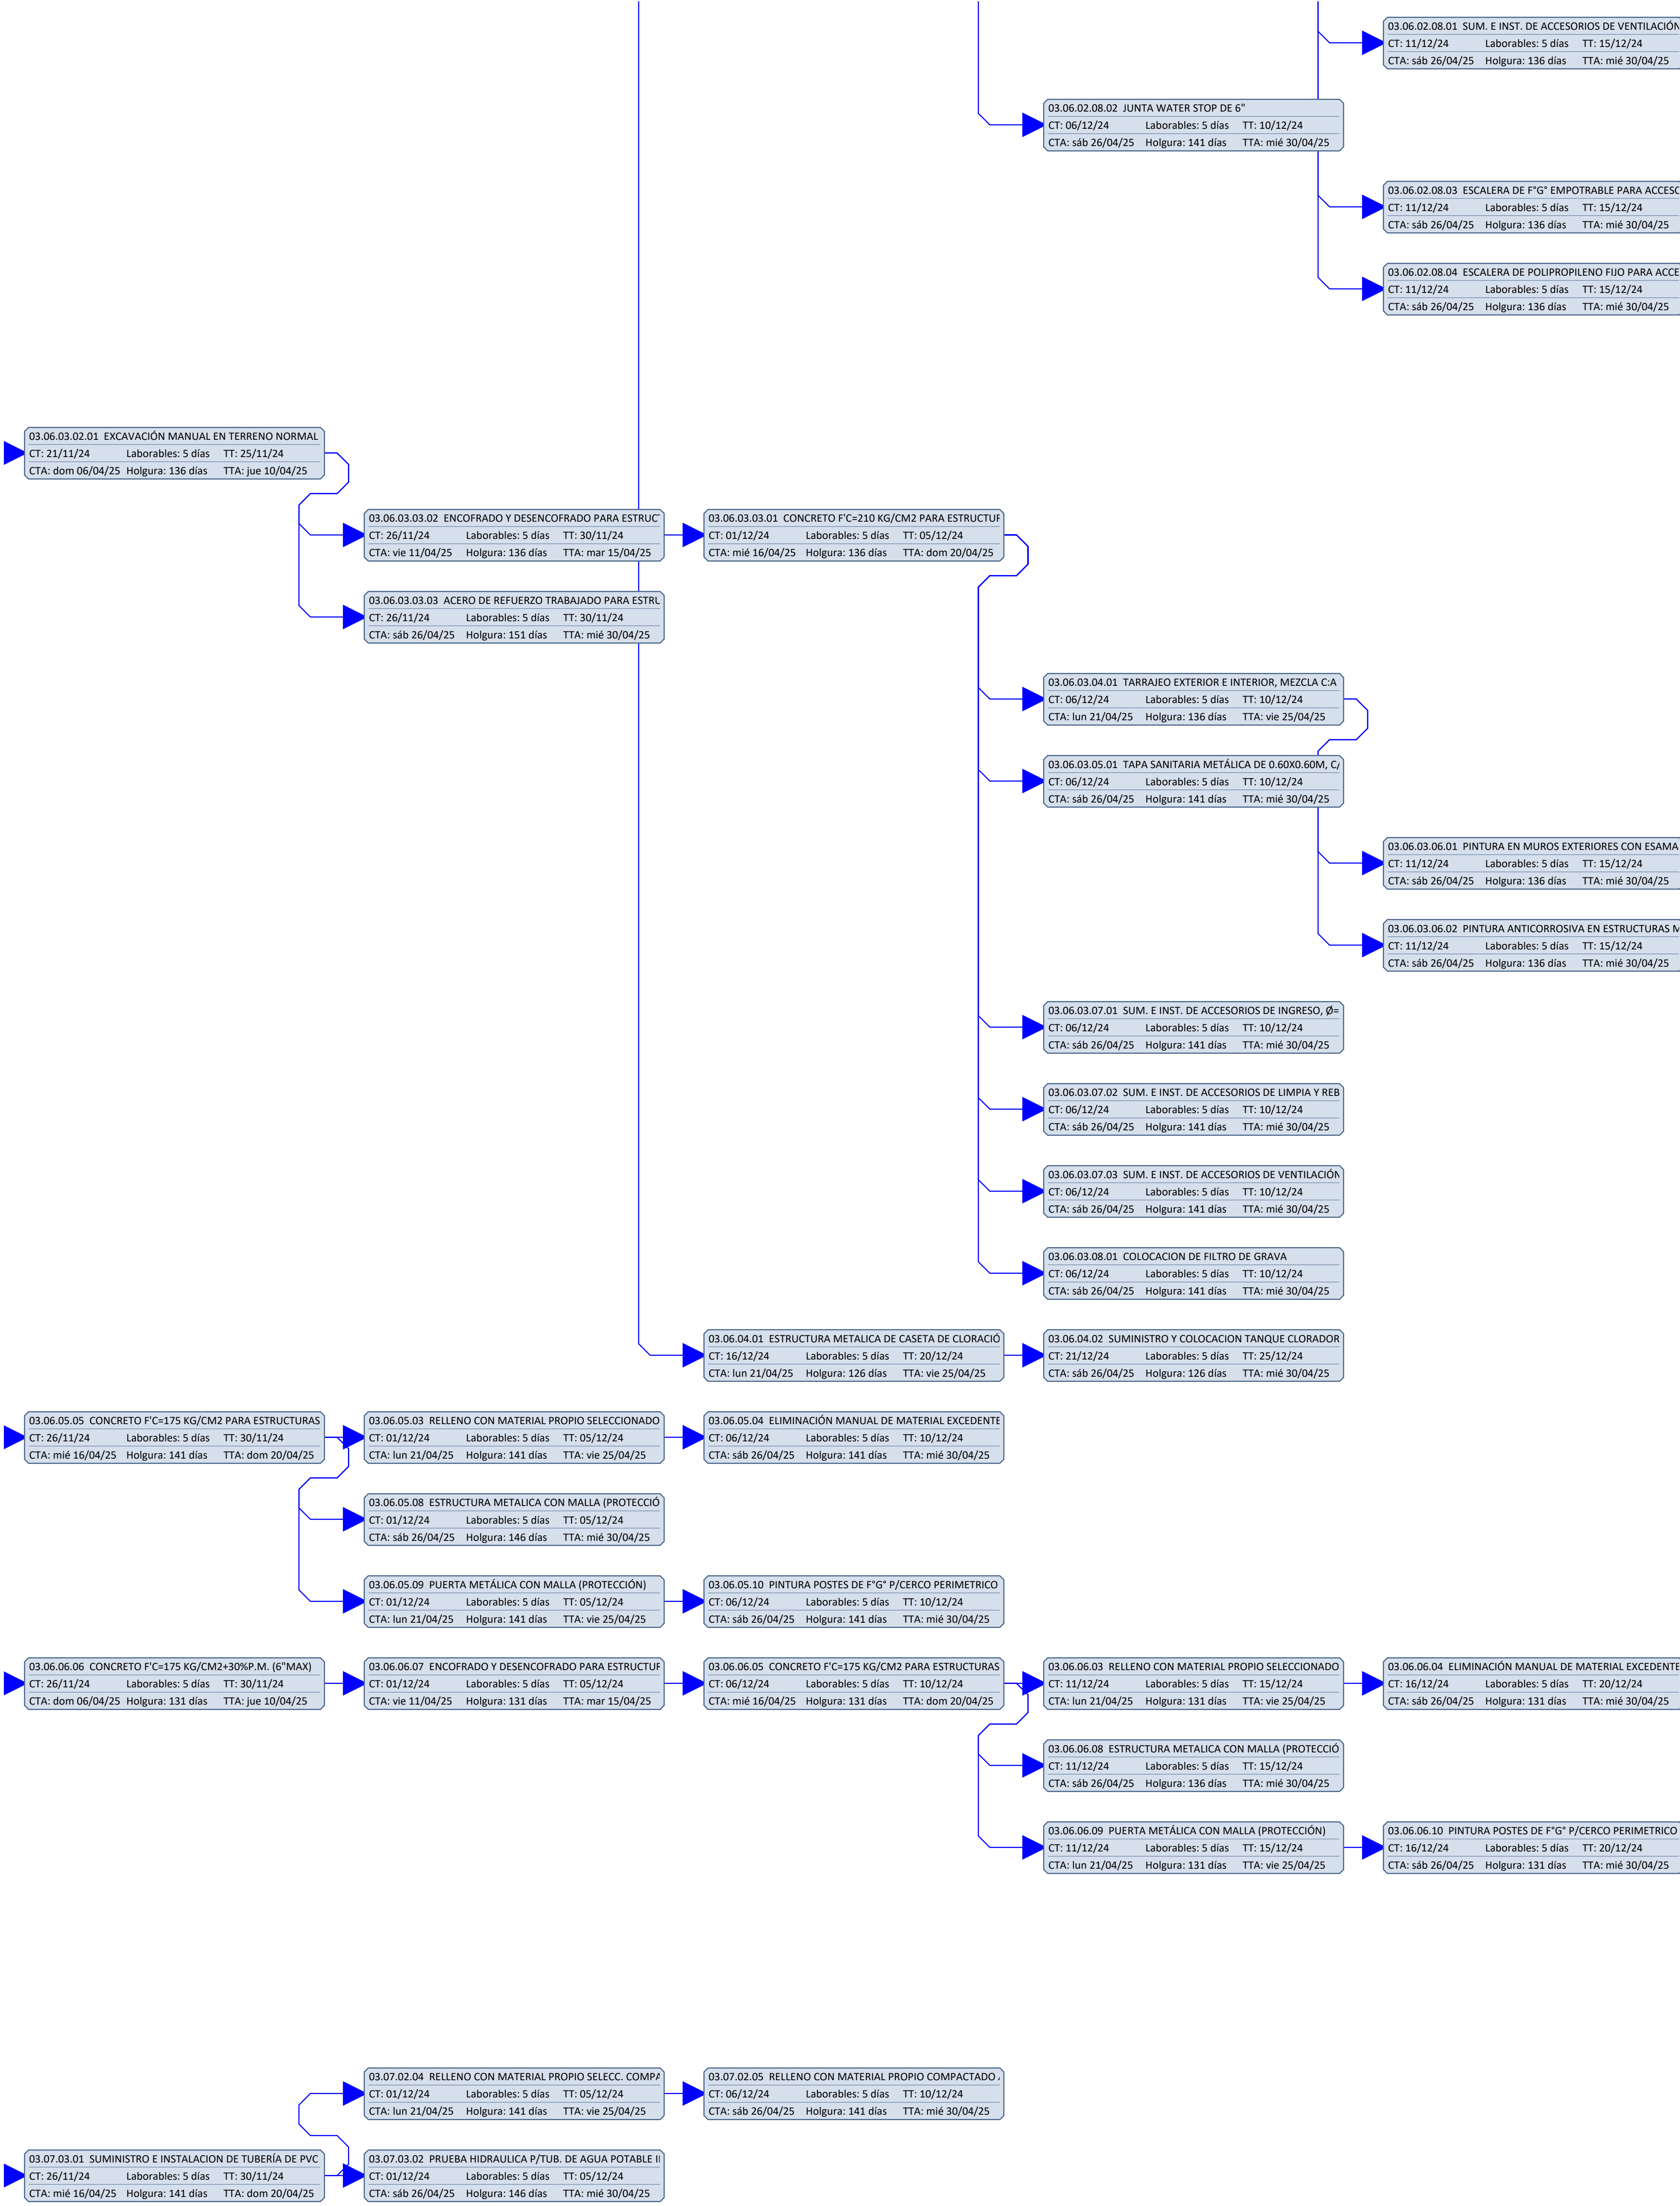 03.06.02.08.01 SUM. E INST. DE ACCESORIOS DE VENTILACIÓN
CT: 11/12/24 Laborables: 5 días TT: 15/12/24
CTA: sáb 26/04/25 Holgura: 136 días TTA: mié 30/04/25
03.06.02.08.02 JUNTA WATER STOP DE 6"
CT: 06/12/24 Laborables: 5 días TT: 10/12/24
CTA: sáb 26/04/25 Holgura: 141 días TTA: mié 30/04/25
03.06.02.08.03 ESCALERA DE F°G° EMPOTRABLE PARA ACCESO
CT: 11/12/24 Laborables: 5 días TT: 15/12/24
CTA: sáb 26/04/25 Holgura: 136 días TTA: mié 30/04/25
03.06.02.08.04 ESCALERA DE POLIPROPILENO FIJO PARA ACCE
CT: 11/12/24 Laborables: 5 días TT: 15/12/24
CTA: sáb 26/04/25 Holgura: 136 días TTA: mié 30/04/25
03.06.03.02.01 EXCAVACIÓN MANUAL EN TERRENO NORMAL
CT: 21/11/24 Laborables: 5 días TT: 25/11/24
CTA: dom 06/04/25 Holgura: 136 días TTA: jue 10/04/25
03.06.03.03.02 ENCOFRADO Y DESENCOFRADO PARA ESTRUCT
CT: 26/11/24 Laborables: 5 días TT: 30/11/24
CTA: vie 11/04/25 Holgura: 136 días TTA: mar 15/04/25
03.06.03.03.01 CONCRETO F'C=210 KG/CM2 PARA ESTRUCTUR
CT: 01/12/24 Laborables: 5 días TT: 05/12/24
CTA: mié 16/04/25 Holgura: 136 días TTA: dom 20/04/25
03.06.03.03.03 ACERO DE REFUERZO TRABAJADO PARA ESTRU
CT: 26/11/24 Laborables: 5 días TT: 30/11/24
CTA: sáb 26/04/25 Holgura: 151 días TTA: mié 30/04/25
03.06.03.04.01 TARRAJEO EXTERIOR E INTERIOR, MEZCLA C:A
CT: 06/12/24 Laborables: 5 días TT: 10/12/24
CTA: lun 21/04/25 Holgura: 136 días TTA: vie 25/04/25
03.06.03.05.01 TAPA SANITARIA METÁLICA DE 0.60X0.60M, C/
CT: 06/12/24 Laborables: 5 días TT: 10/12/24
CTA: sáb 26/04/25 Holgura: 141 días TTA: mié 30/04/25
03.06.03.06.01 PINTURA EN MUROS EXTERIORES CON ESAMA
CT: 11/12/24 Laborables: 5 días TT: 15/12/24
CTA: sáb 26/04/25 Holgura: 136 días TTA: mié 30/04/25
03.06.03.06.02 PINTURA ANTICORROSIVA EN ESTRUCTURAS M
CT: 11/12/24 Laborables: 5 días TT: 15/12/24
CTA: sáb 26/04/25 Holgura: 136 días TTA: mié 30/04/25
03.06.03.07.01 SUM. E INST. DE ACCESORIOS DE INGRESO, Ø=
CT: 06/12/24 Laborables: 5 días TT: 10/12/24
CTA: sáb 26/04/25 Holgura: 141 días TTA: mié 30/04/25
03.06.03.07.02 SUM. E INST. DE ACCESORIOS DE LIMPIA Y REB
CT: 06/12/24 Laborables: 5 días TT: 10/12/24
CTA: sáb 26/04/25 Holgura: 141 días TTA: mié 30/04/25
03.06.03.07.03 SUM. E INST. DE ACCESORIOS DE VENTILACIÓN
CT: 06/12/24 Laborables: 5 días TT: 10/12/24
CTA: sáb 26/04/25 Holgura: 141 días TTA: mié 30/04/25
03.06.03.08.01 COLOCACION DE FILTRO DE GRAVA
CT: 06/12/24 Laborables: 5 días TT: 10/12/24
CTA: sáb 26/04/25 Holgura: 141 días TTA: mié 30/04/25
03.06.04.01 ESTRUCTURA METALICA DE CASETA DE CLORACIÓ
CT: 16/12/24 Laborables: 5 días TT: 20/12/24
CTA: lun 21/04/25 Holgura: 126 días TTA: vie 25/04/25
03.06.04.02 SUMINISTRO Y COLOCACION TANQUE CLORADOR
CT: 21/12/24 Laborables: 5 días TT: 25/12/24
CTA: sáb 26/04/25 Holgura: 126 días TTA: mié 30/04/25
03.06.05.05 CONCRETO F'C=175 KG/CM2 PARA ESTRUCTURAS
CT: 26/11/24 Laborables: 5 días TT: 30/11/24
CTA: mié 16/04/25 Holgura: 141 días TTA: dom 20/04/25
03.06.05.03 RELLENO CON MATERIAL PROPIO SELECCIONADO
CT: 01/12/24 Laborables: 5 días TT: 05/12/24
CTA: lun 21/04/25 Holgura: 141 días TTA: vie 25/04/25
03.06.05.04 ELIMINACIÓN MANUAL DE MATERIAL EXCEDENTE
CT: 06/12/24 Laborables: 5 días TT: 10/12/24
CTA: sáb 26/04/25 Holgura: 141 días TTA: mié 30/04/25
03.06.05.08 ESTRUCTURA METALICA CON MALLA (PROTECCIÓ
CT: 01/12/24 Laborables: 5 días TT: 05/12/24
CTA: sáb 26/04/25 Holgura: 146 días TTA: mié 30/04/25
03.06.05.09 PUERTA METÁLICA CON MALLA (PROTECCIÓN)
CT: 01/12/24 Laborables: 5 días TT: 05/12/24
CTA: lun 21/04/25 Holgura: 141 días TTA: vie 25/04/25
03.06.05.10 PINTURA POSTES DE F°G° P/CERCO PERIMETRICO
CT: 06/12/24 Laborables: 5 días TT: 10/12/24
CTA: sáb 26/04/25 Holgura: 141 días TTA: mié 30/04/25
03.06.06.06 CONCRETO F'C=175 KG/CM2+30%P.M. (6"MAX)
CT: 26/11/24 Laborables: 5 días TT: 30/11/24
CTA: dom 06/04/25 Holgura: 131 días TTA: jue 10/04/25
03.06.06.07 ENCOFRADO Y DESENCOFRADO PARA ESTRUCTUR
CT: 01/12/24 Laborables: 5 días TT: 05/12/24
CTA: vie 11/04/25 Holgura: 131 días TTA: mar 15/04/25
03.06.06.05 CONCRETO F'C=175 KG/CM2 PARA ESTRUCTURAS
CT: 06/12/24 Laborables: 5 días TT: 10/12/24
CTA: mié 16/04/25 Holgura: 131 días TTA: dom 20/04/25
03.06.06.03 RELLENO CON MATERIAL PROPIO SELECCIONADO
CT: 11/12/24 Laborables: 5 días TT: 15/12/24
CTA: lun 21/04/25 Holgura: 131 días TTA: vie 25/04/25
03.06.06.04 ELIMINACIÓN MANUAL DE MATERIAL EXCEDENTE
CT: 16/12/24 Laborables: 5 días TT: 20/12/24
CTA: sáb 26/04/25 Holgura: 131 días TTA: mié 30/04/25
03.06.06.08 ESTRUCTURA METALICA CON MALLA (PROTECCIÓ
CT: 11/12/24 Laborables: 5 días TT: 15/12/24
CTA: sáb 26/04/25 Holgura: 136 días TTA: mié 30/04/25
03.06.06.09 PUERTA METÁLICA CON MALLA (PROTECCIÓN)
CT: 11/12/24 Laborables: 5 días TT: 15/12/24
CTA: lun 21/04/25 Holgura: 131 días TTA: vie 25/04/25
03.06.06.10 PINTURA POSTES DE F°G° P/CERCO PERIMETRICO
CT: 16/12/24 Laborables: 5 días TT: 20/12/24
CTA: sáb 26/04/25 Holgura: 131 días TTA: mié 30/04/25
03.07.02.04 RELLENO CON MATERIAL PROPIO SELECC. COMPA
CT: 01/12/24 Laborables: 5 días TT: 05/12/24
CTA: lun 21/04/25 Holgura: 141 días TTA: vie 25/04/25
03.07.02.05 RELLENO CON MATERIAL PROPIO COMPACTADO
CT: 06/12/24 Laborables: 5 días TT: 10/12/24
CTA: sáb 26/04/25 Holgura: 141 días TTA: mié 30/04/25
03.07.03.01 SUMINISTRO E INSTALACION DE TUBERÍA DE PVC
CT: 26/11/24 Laborables: 5 días TT: 30/11/24
CTA: mié 16/04/25 Holgura: 141 días TTA: dom 20/04/25
03.07.03.02 PRUEBA HIDRAULICA P/TUB. DE AGUA POTABLE
CT: 01/12/24 Laborables: 5 días TT: 05/12/24
CTA: sáb 26/04/25 Holgura: 146 días TTA: mié 30/04/25